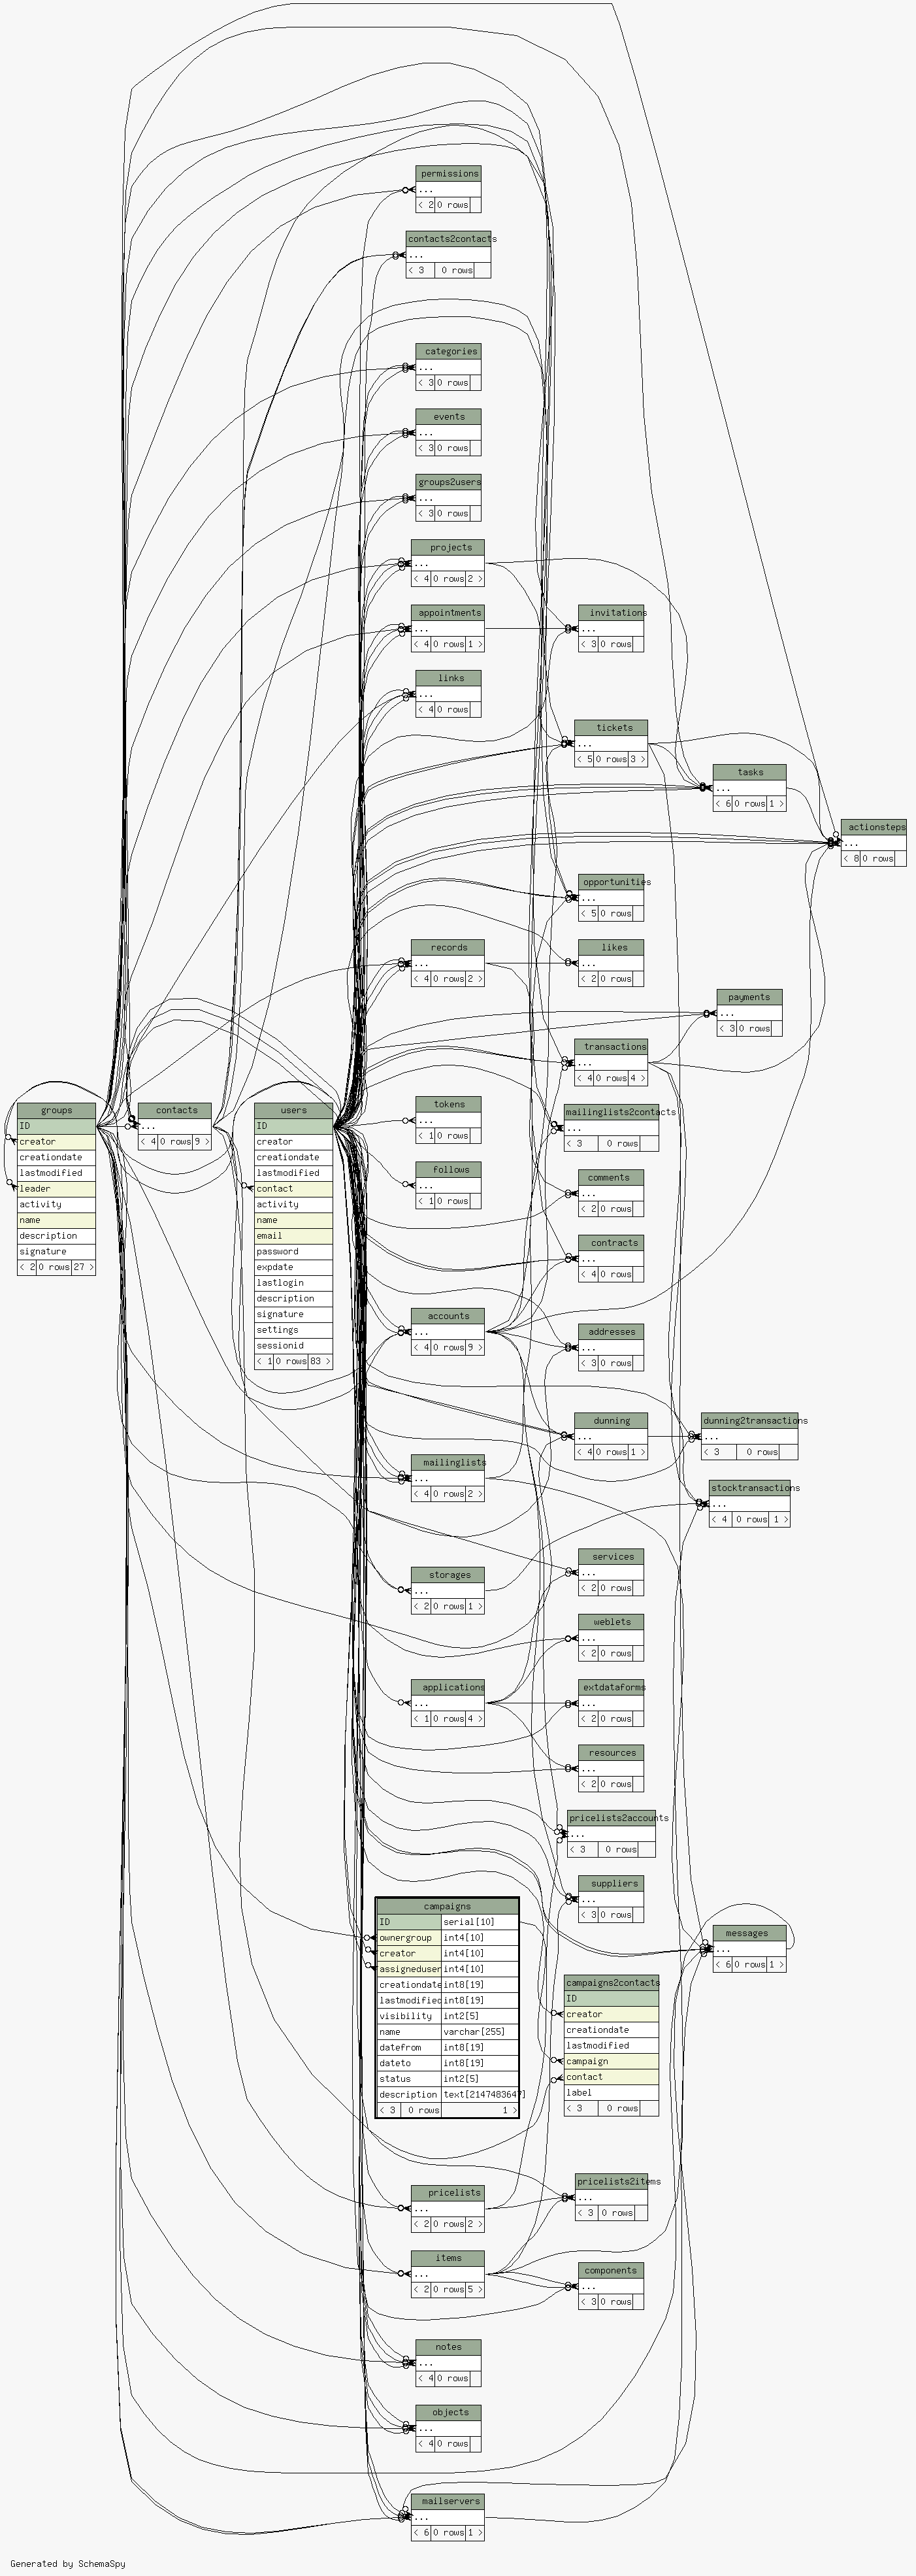 permissions
...
< 2 0 rows
contacts2contacts
...
< 3 0 rows
categories
...
< 3 0 rows
events
...
< 3 0 rows
groups2users
...
< 3 0 rows
projects
...
< 4 0 rows 2 >
appointments
...
< 4 0 rows 1 >
invitations
...
< 3 0 rows
links
...
< 4 0 rows
tickets
...
< 5 0 rows 3 >
tasks
...
< 6 0 rows 1 >
actionsteps
...
< 8 0 rows
opportunities
...
< 5 0 rows
records
...
< 4 0 rows 2 >
likes
...
< 2 0 rows
payments
...
< 3 0 rows
transactions
...
< 4 0 rows 4 >
groups
ID
creator
creationdate
lastmodified
leader
activity
name
description
signature
< 2 0 rows 27 >
contacts
...
< 4 0 rows 9 >
users
ID
creator
creationdate
lastmodified
contact
activity
name
email
password
expdate
lastlogin
description
signature
settings
sessionid
< 1 0 rows 83 >
tokens
...
< 1 0 rows
mailinglists2contacts
...
< 3 0 rows
follows
...
< 1 0 rows
comments
...
< 2 0 rows
contracts
...
< 4 0 rows
accounts
...
< 4 0 rows 9 >
addresses
...
< 3 0 rows
dunning
...
< 4 0 rows 1 >
dunning2transactions
...
< 3 0 rows
mailinglists
...
< 4 0 rows 2 >
stocktransactions
...
< 4 0 rows 1 >
services
...
< 2 0 rows
storages
...
< 2 0 rows 1 >
weblets
...
< 2 0 rows
applications
...
< 1 0 rows 4 >
extdataforms
...
< 2 0 rows
resources
...
< 2 0 rows
pricelists2accounts
...
< 3 0 rows
suppliers
...
< 3 0 rows
campaigns
ID serial[10]
ownergroup int4[10]
creator int4[10]
assigneduser int4[10]
creationdate int8[19]
lastmodified int8[19]
visibility int2[5]
name varchar[255]
datefrom int8[19]
dateto int8[19]
status int2[5]
description text[2147483647]
< 3 0 rows 1 >
messages
...
< 6 0 rows 1 >
campaigns2contacts
ID
creator
creationdate
lastmodified
campaign
contact
label
< 3 0 rows
pricelists
...
< 2 0 rows 2 >
pricelists2items
...
< 3 0 rows
items
...
< 2 0 rows 5 >
components
...
< 3 0 rows
notes
...
< 4 0 rows
objects
...
< 4 0 rows
mailservers
...
< 6 0 rows 1 >
Generated by SchemaSpy